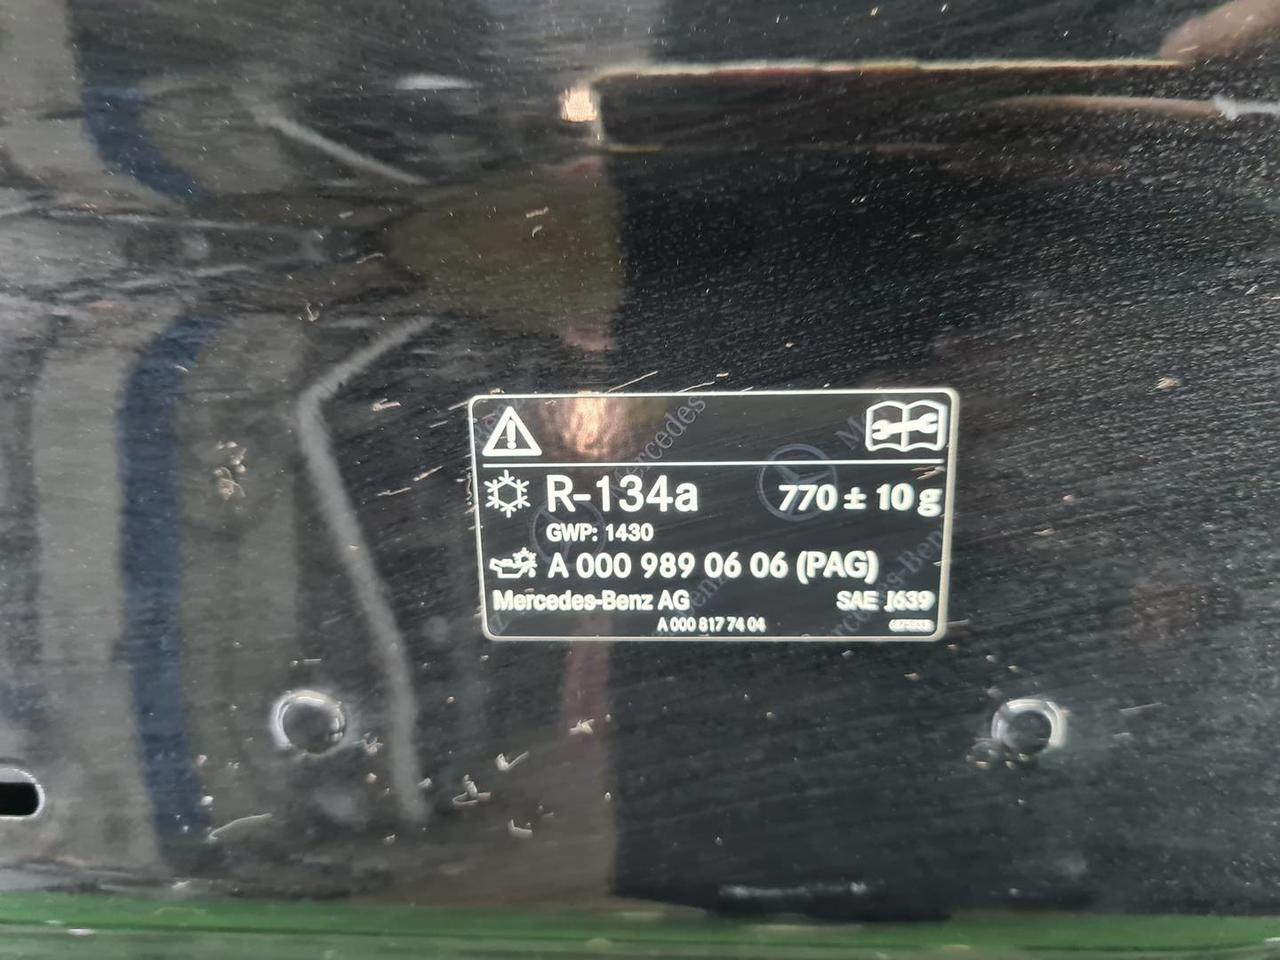 R-134a 770 ± 10 g
GWP: 1430
A 000 989 06 06 (PAG)
Mercedes-Benz AG SAE J639
A 000 817 74 04